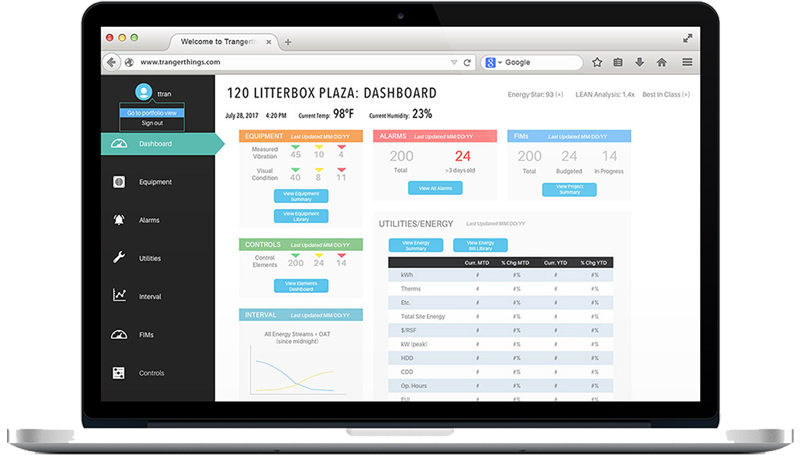 Welcome to Tranger
www.trangerthings.com
Google
ttran
Go to portfolio view
Sign out
Dashboard
Equipment
Alarms
Utilities
Interval
FIMs
Controls
120 LITTERBOX PLAZA: DASHBOARD
Energy Star: 93 (+) LEAN Analysis: 1.4x Best In Class (+)
July 28, 2017 4:20 PM Current Temp: 98°F Current Humidity: 23%
EQUIPMENT Last Updated MM/DD/YY
Measured Vibration 45 10 4
Visual Condition 40 8 11
View Equipment Summary
View Equipment Library
CONTROLS Last Updated MM/DD/YY
Control Elements 200 24 14
View Elements Dashboard
INTERVAL Last Updated MM/DD/YY
All Energy Streams + OAT
(since midnight)
ALARMS Last Updated MM/DD/YY
200 24
Total >3 days old
View All Alarms
FIMs Last Updated MM/DD/YY
200 24 14
Total Budgeted In Progress
View Project Summary
UTILITIES/ENERGY Last Updated MM/DD/YY
View Energy Summary
View Energy Bill Library
Curr. MTD % Chg MTD Curr. YTD % Chg YTD
kWh # #% # #%
Therms # #% # #%
Etc. # #% # #%
Total Site Energy # #% # #%
$/RSF # #% # #%
kW (peak) # #% # #%
HDD # #% # #%
CDD # #% # #%
Op. Hours # #% # #%
EUI # #% # #%